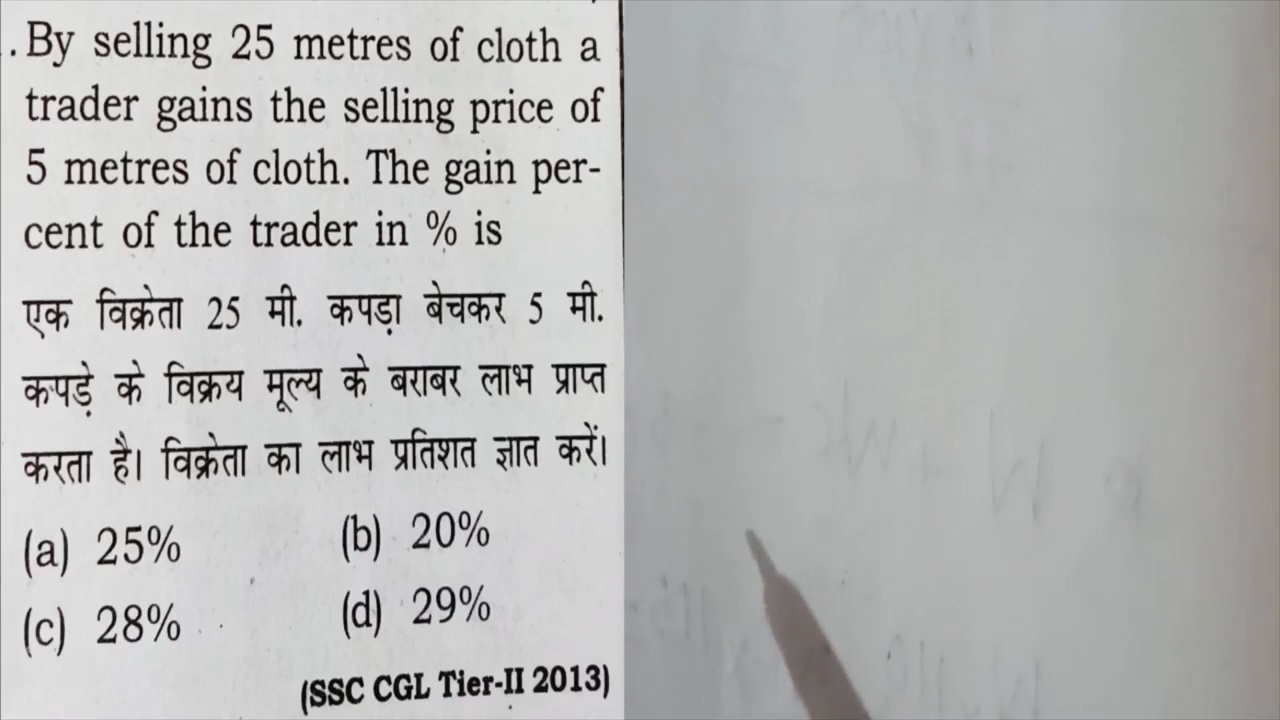 . By selling 25 metres of cloth a
trader gains the selling price of
5 metres of cloth. The gain per-
cent of the trader in % is
एक विक्रेता 25 मी. कपड़ा बेचकर 5 मी.
कपड़े के विक्रय मूल्य के बराबर लाभ प्राप्त
करता है। विक्रेता का लाभ प्रतिशत ज्ञात करें।
(a) 25% (b) 20%
(c) 28% (d) 29%
(SSC CGL Tier-II 2013)